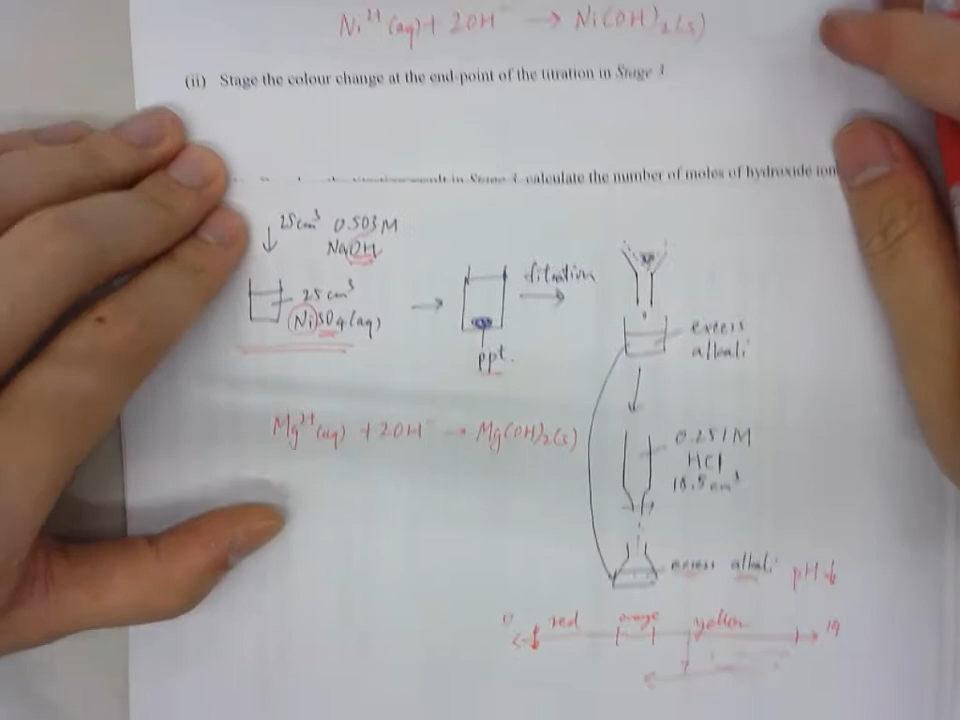 Ni²⁺(aq) + 2OH⁻ → Ni(OH)₂(s)
(ii) Stage the colour change at the end-point of the titration in Stage 3
calculate the number of moles of hydroxide ion
25cm³ 0.503M
NaOH
25 cm³
NiSO₄(aq)
ppt.
filtration
excess
alkali
Mg²⁺(aq) + 2OH⁻ → Mg(OH)₂(s)
0.251M
HCl
18.5cm³
excess alkali pH↓
0 red orange yellow 14